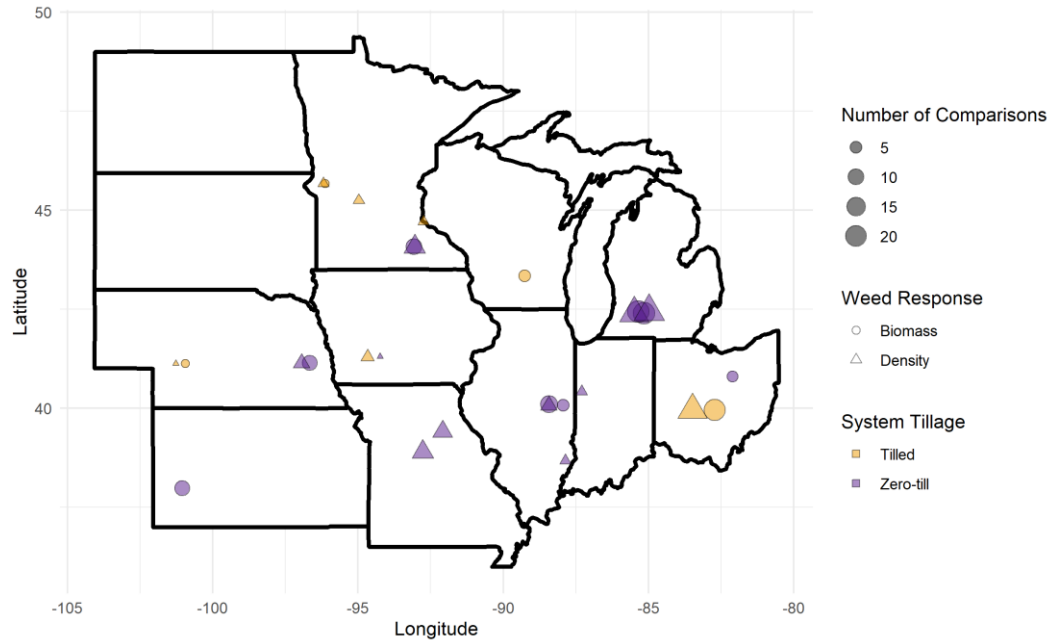 50
45
40
Latitude
-105
-100
-95
-90
-85
-80
Longitude
Number of Comparisons
5
10
15
20
Weed Response
Biomass
Density
System Tillage
Tilled
Zero-till